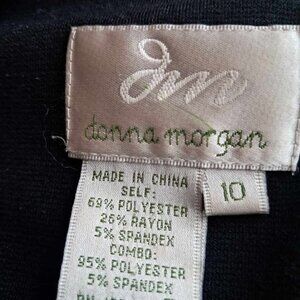 dm
donna morgan
MADE IN CHINA
SELF:
69% POLYESTER
26% RAYON
5% SPANDEX
COMBO:
95% POLYESTER
5% SPANDEX
10